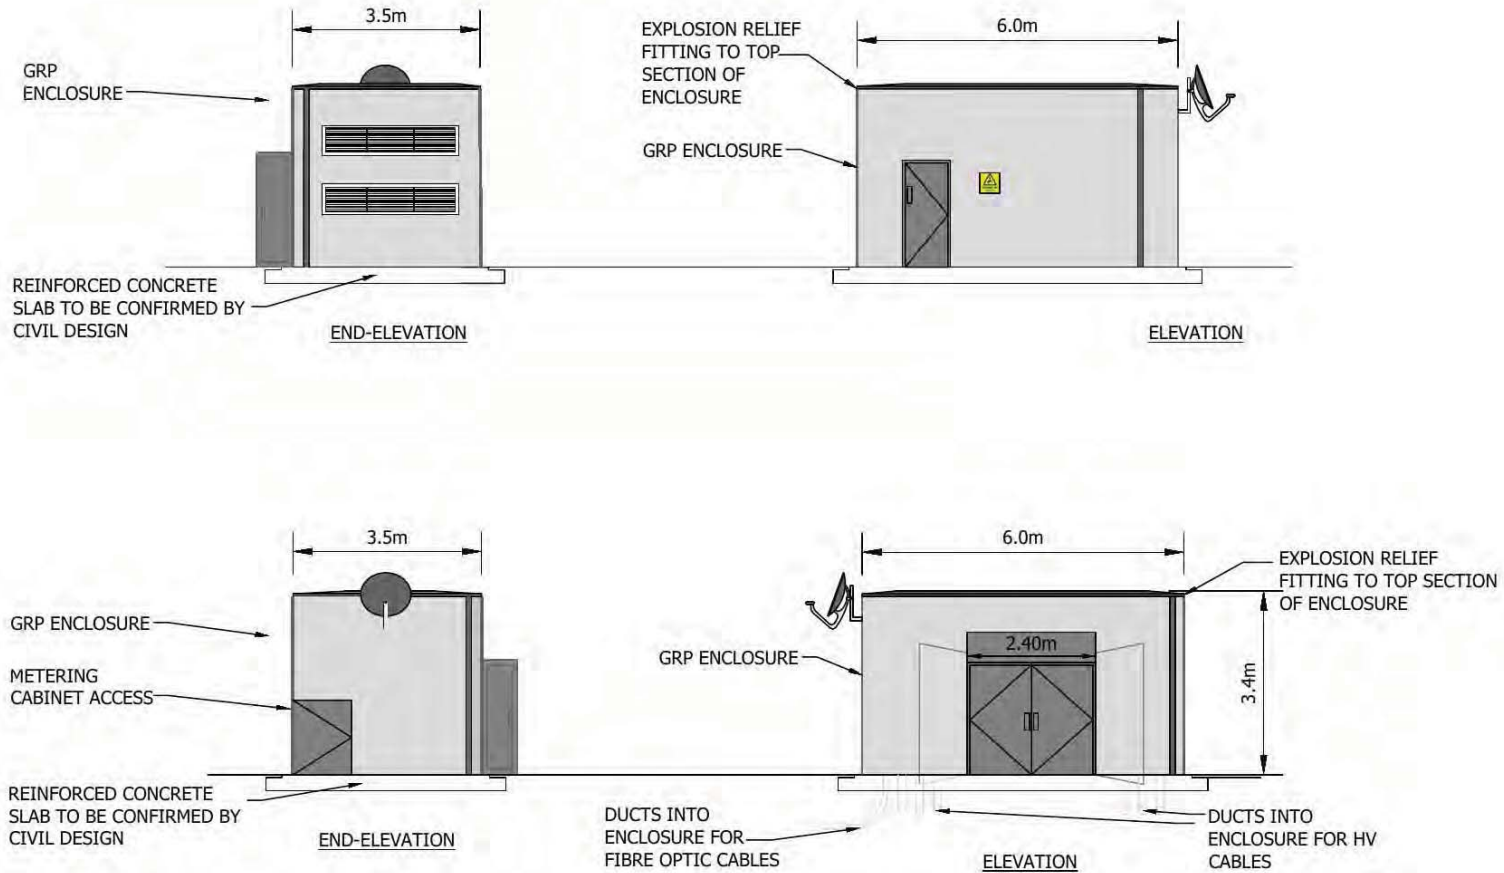 3.5m
GRP
ENCLOSURE
REINFORCED CONCRETE
SLAB TO BE CONFIRMED BY
CIVIL DESIGN
END-ELEVATION
EXPLOSION RELIEF
FITTING TO TOP
SECTION OF
ENCLOSURE
6.0m
GRP ENCLOSURE
ELEVATION
3.5m
GRP ENCLOSURE
METERING
CABINET ACCESS
REINFORCED CONCRETE
SLAB TO BE CONFIRMED BY
CIVIL DESIGN
END-ELEVATION
6.0m
EXPLOSION RELIEF
FITTING TO TOP SECTION
OF ENCLOSURE
GRP ENCLOSURE
2.40m
3.4m
DUCTS INTO
ENCLOSURE FOR
FIBRE OPTIC CABLES
DUCTS INTO
ENCLOSURE FOR HV
CABLES
ELEVATION